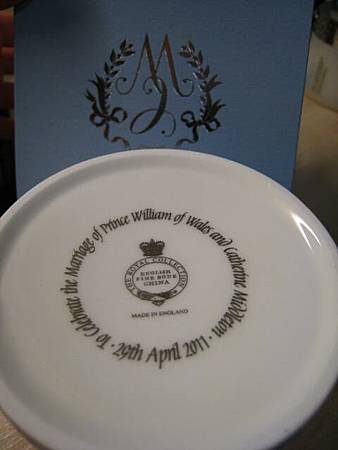 To Celebrate the Marriage of Prince William of Wales and Catherine Middleton · 29th April 2011 ·
THE ROYAL COLLECTION
ENGLISH
FINE BONE
CHINA
MADE IN ENGLAND